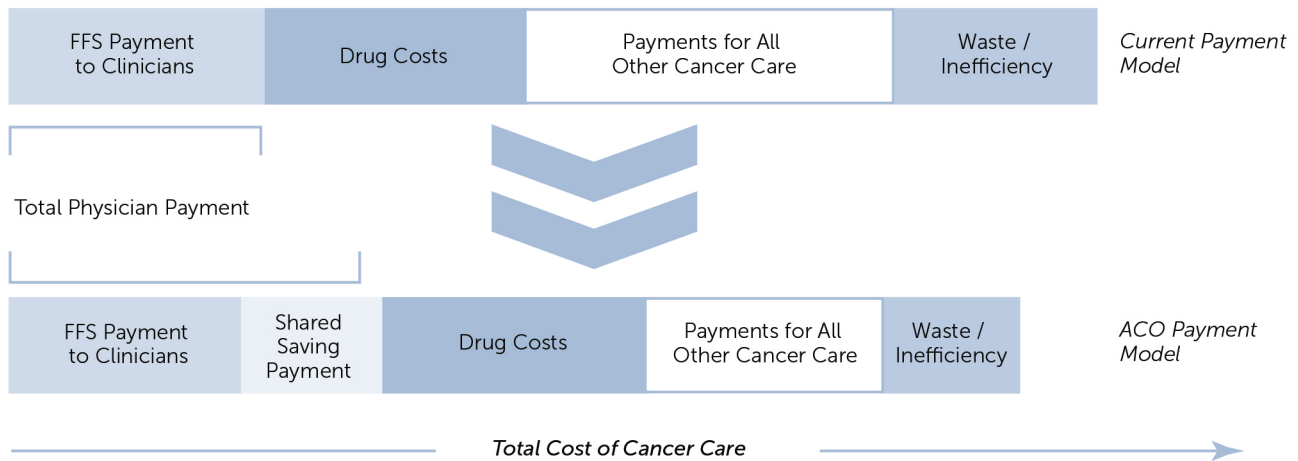 FFS Payment
to Clinicians
Drug Costs
Payments for All
Other Cancer Care
Waste /
Inefficiency
Current Payment
Model
Total Physician Payment
FFS Payment
to Clinicians
Shared
Saving
Payment
Drug Costs
Payments for All
Other Cancer Care
Waste /
Inefficiency
ACO Payment
Model
Total Cost of Cancer Care